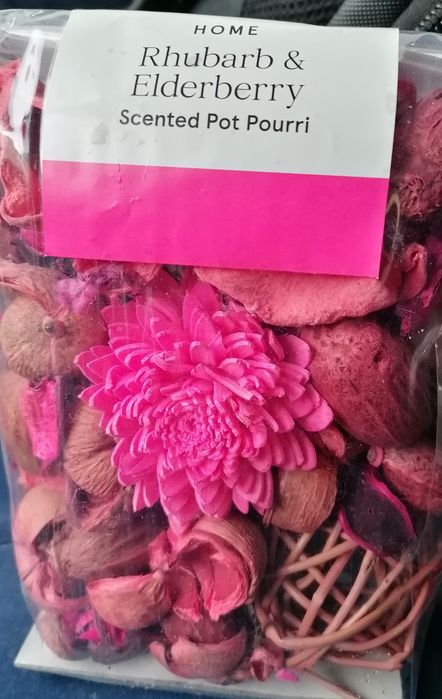 HOME
Rhubarb &
Elderberry
Scented Pot Pourri